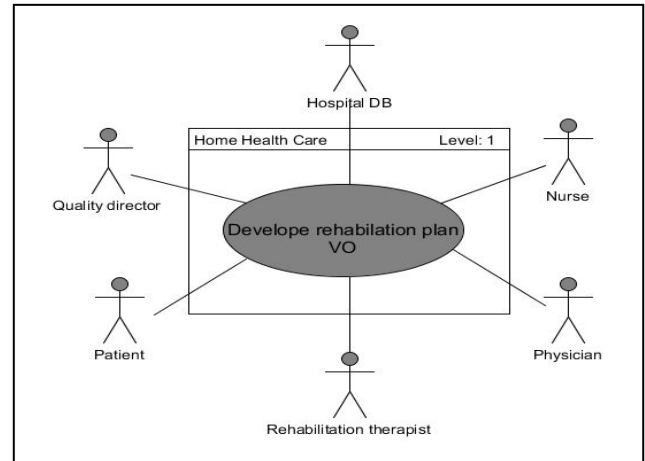 Hospital DB
Home Health Care Level: 1
Quality director
Nurse
Develope rehabilation plan
VO
Patient
Physician
Rehabilitation therapist